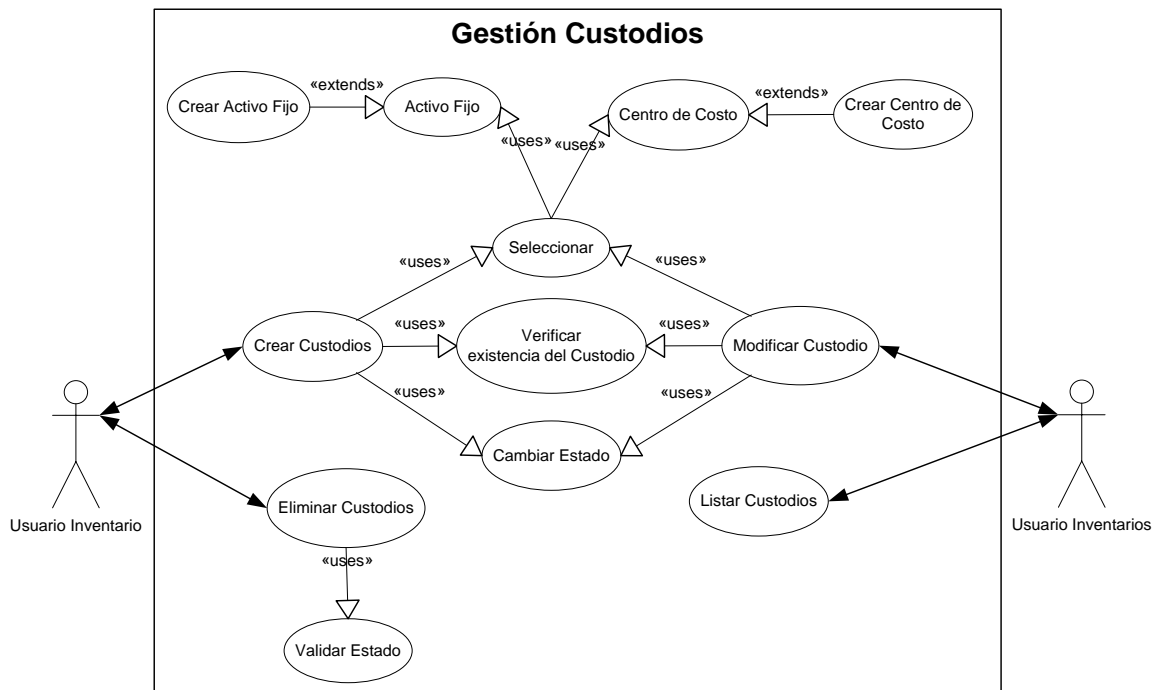 Gestión Custodios
«extends»
«extends»
Crear Activo Fijo
Activo Fijo
Centro de Costo
Crear Centro de
Costo
«uses»
«uses»
Seleccionar
«uses»
«uses»
Crear Custodios
«uses»
Verificar
existencia del Custodio
«uses»
Modificar Custodio
«uses»
«uses»
Cambiar Estado
Eliminar Custodios
Listar Custodios
Usuario Inventario
Usuario Inventarios
«uses»
Validar Estado